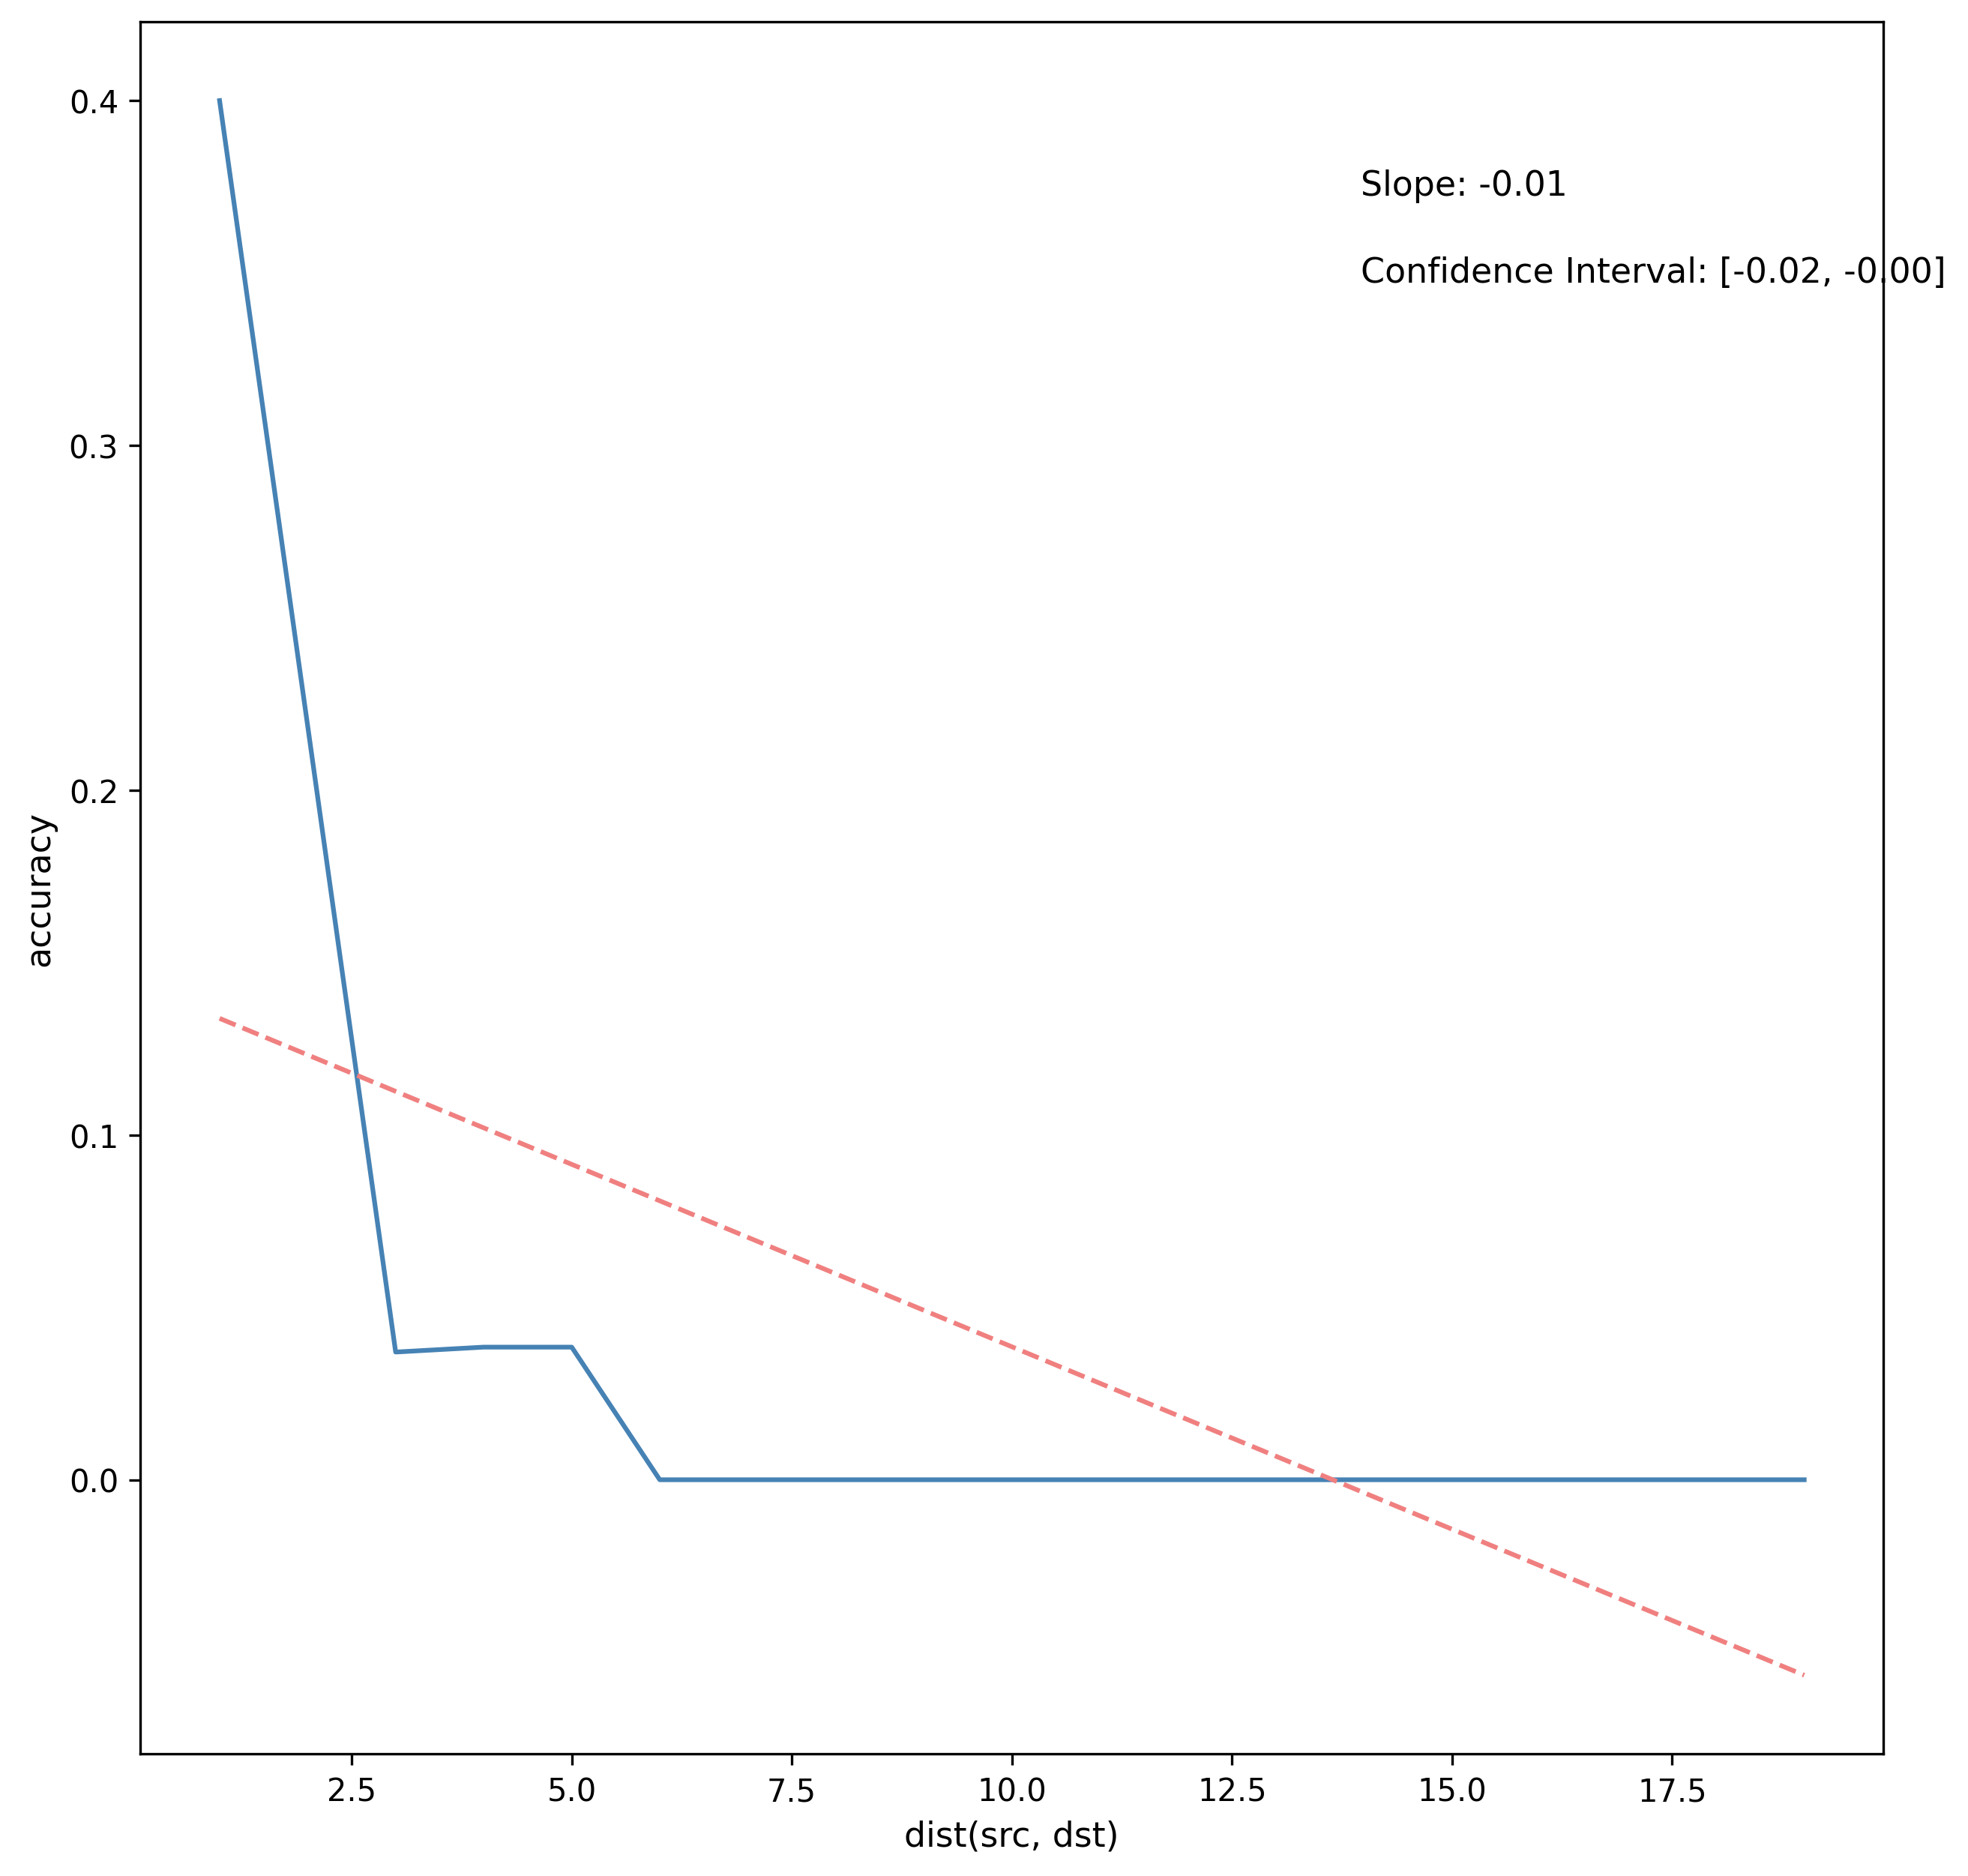 0.4
Slope: -0.01
Confidence Interval: [-0.02, -0.00]
0.3
0.2
accuracy
0.1
0.0
2.5 5.0 7.5 10.0 12.5 15.0 17.5
dist(src, dst)